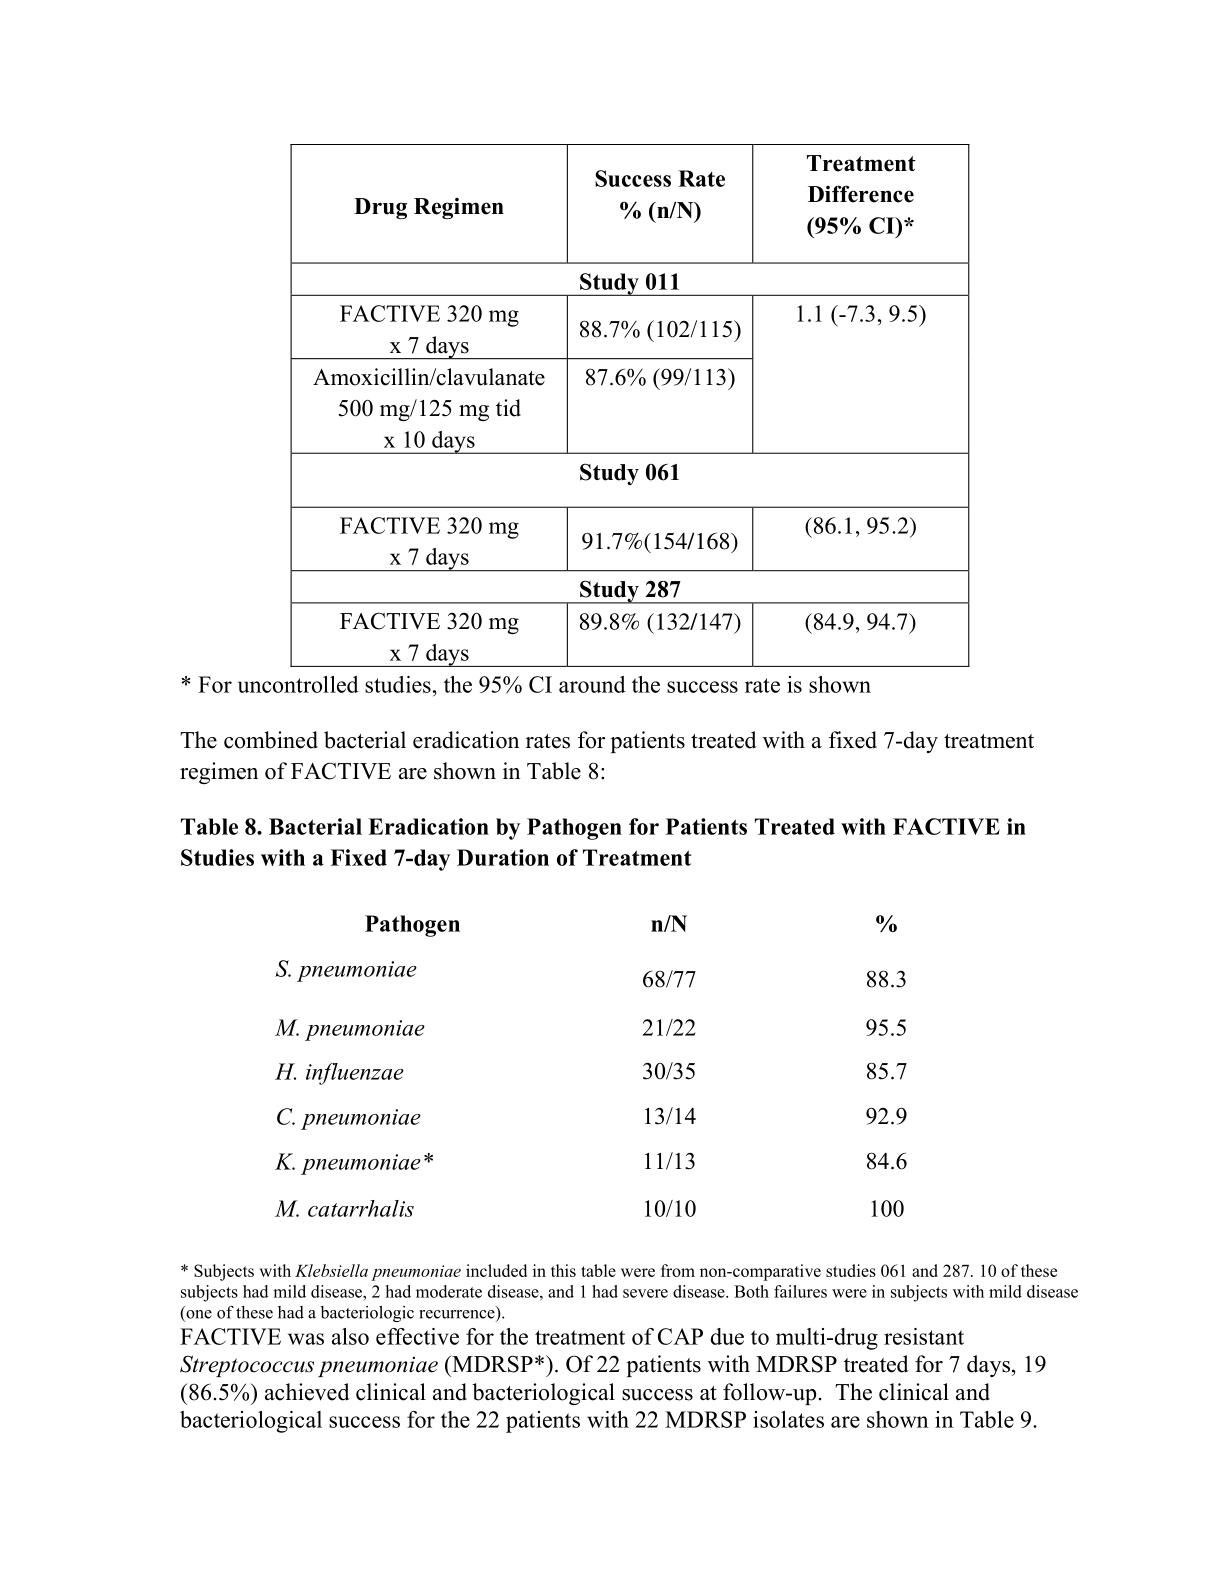 Drug Regimen
Success Rate
% (n/N)
Treatment
Difference
(95% CI)*
Study 011
FACTIVE 320 mg
x 7 days
88.7% (102/115)
1.1 (-7.3, 9.5)
Amoxicillin/clavulanate
500 mg/125 mg tid
x 10 days
87.6% (99/113)
Study 061
FACTIVE 320 mg
x 7 days
91.7%(154/168)
(86.1, 95.2)
Study 287
FACTIVE 320 mg
x 7 days
89.8% (132/147)
(84.9, 94.7)
* For uncontrolled studies, the 95% CI around the success rate is shown
The combined bacterial eradication rates for patients treated with a fixed 7-day treatment
regimen of FACTIVE are shown in Table 8:
Table 8. Bacterial Eradication by Pathogen for Patients Treated with FACTIVE in
Studies with a Fixed 7-day Duration of Treatment
Pathogen n/N %
S. pneumoniae 68/77 88.3
M. pneumoniae 21/22 95.5
H. influenzae 30/35 85.7
C. pneumoniae 13/14 92.9
K. pneumoniae* 11/13 84.6
M. catarrhalis 10/10 100
* Subjects with Klebsiella pneumoniae included in this table were from non-comparative studies 061 and 287. 10 of these
subjects had mild disease, 2 had moderate disease, and 1 had severe disease. Both failures were in subjects with mild disease
(one of these had a bacteriologic recurrence).
FACTIVE was also effective for the treatment of CAP due to multi-drug resistant
Streptococcus pneumoniae (MDRSP*). Of 22 patients with MDRSP treated for 7 days, 19
(86.5%) achieved clinical and bacteriological success at follow-up. The clinical and
bacteriological success for the 22 patients with 22 MDRSP isolates are shown in Table 9.